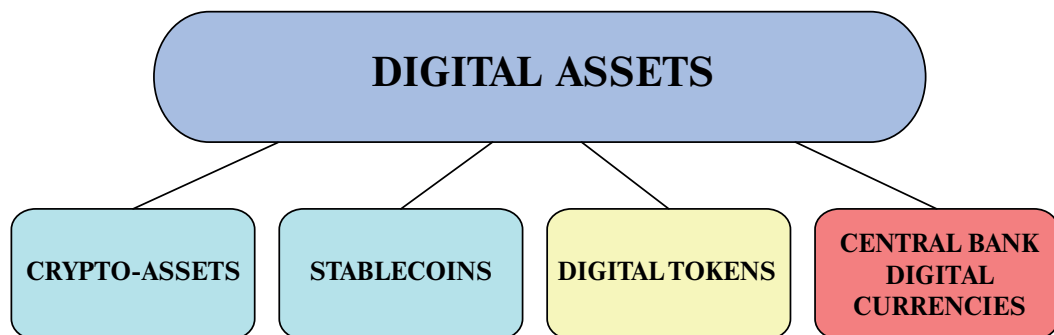 DIGITAL ASSETS
CRYPTO-ASSETS
STABLECOINS
DIGITAL TOKENS
CENTRAL BANK
DIGITAL
CURRENCIES